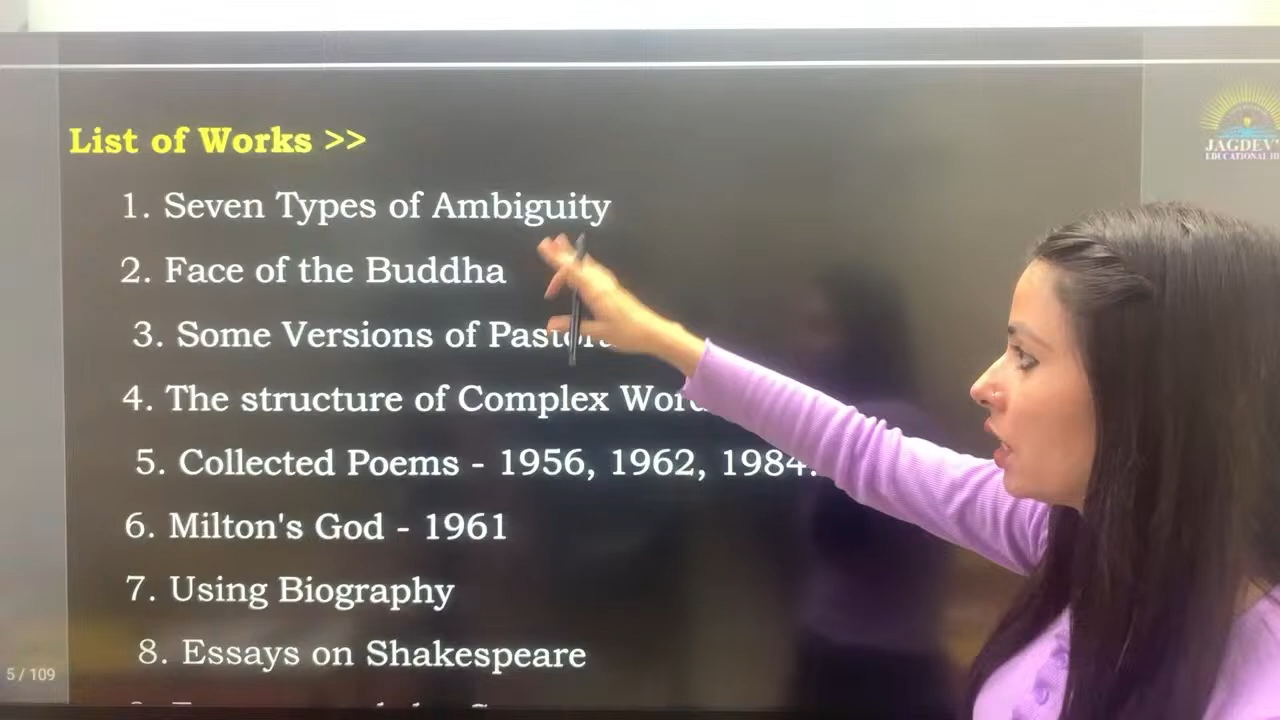 List of Works >>
1. Seven Types of Ambiguity
2. Face of the Buddha
3. Some Versions of
4. The structure of Complex
5. Collected Poems - 1956, 1962, 1984.
6. Milton's God - 1961
7. Using Biography
8. Essays on Shakespeare
5 / 109
JAGDEV'
EDUCATIONAL